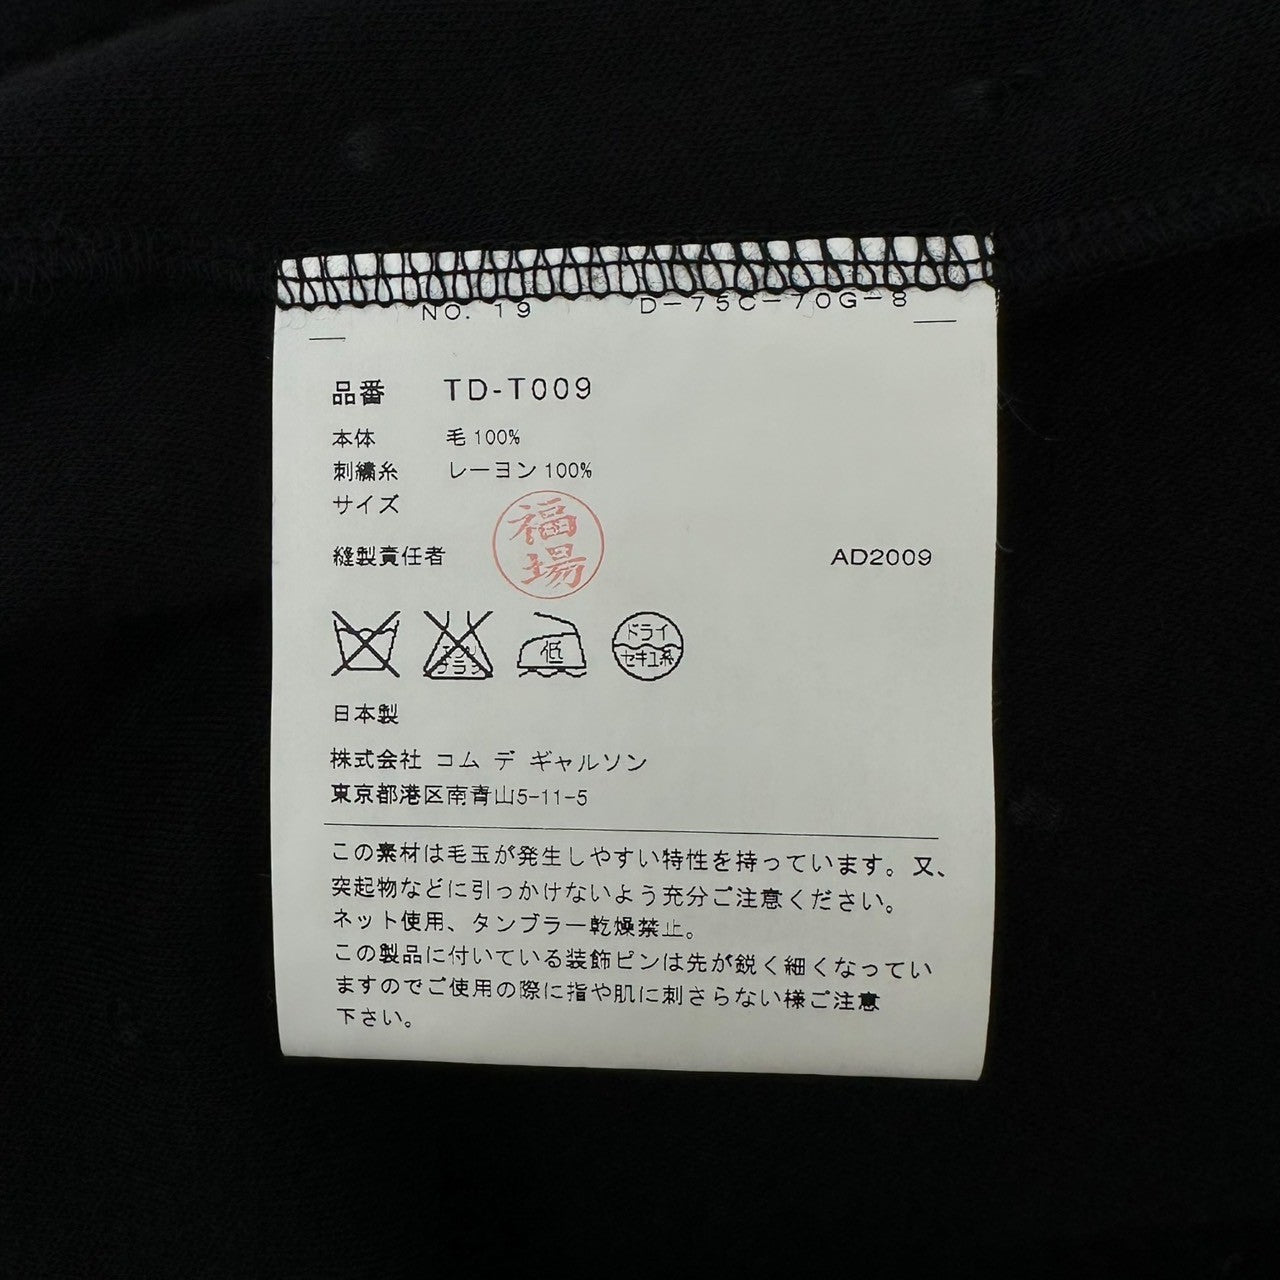 NO. 19 D-75C-70G-8
品番 TD-T009
本体 毛 100%
刺繍糸 レーヨン 100%
サイズ
福場
縫製責任者 AD2009
低
ドライ
セキユ系
日本製
株式会社 コム デ ギャルソン
東京都港区南青山5-11-5
この素材は毛玉が発生しやすい特性を持っています。又、
突起物などに引っかけないよう充分ご注意ください。
ネット使用、タンブラー乾燥禁止。
この製品に付いている装飾ピンは先が鋭く細くなってい
ますのでご使用の際に指や肌に刺さらない様ご注意
下さい。